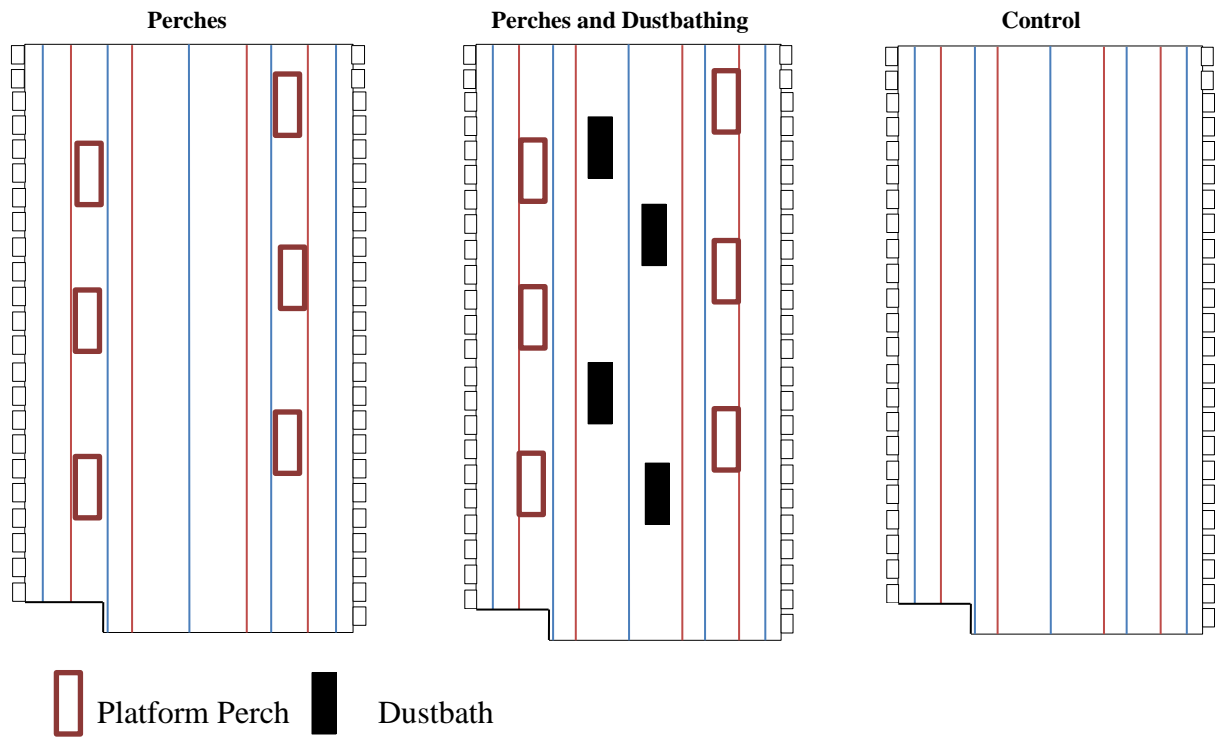 Perches
Perches and Dustbathing
Control
Platform Perch
Dustbath